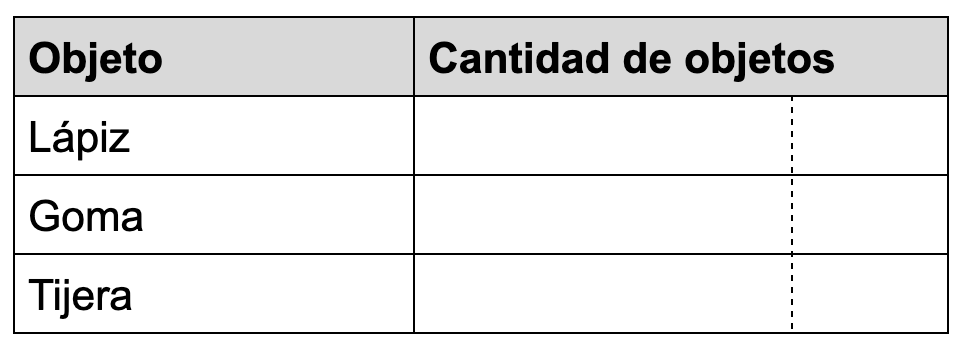 Objeto Cantidad de objetos
Lápiz
Goma
Tijera